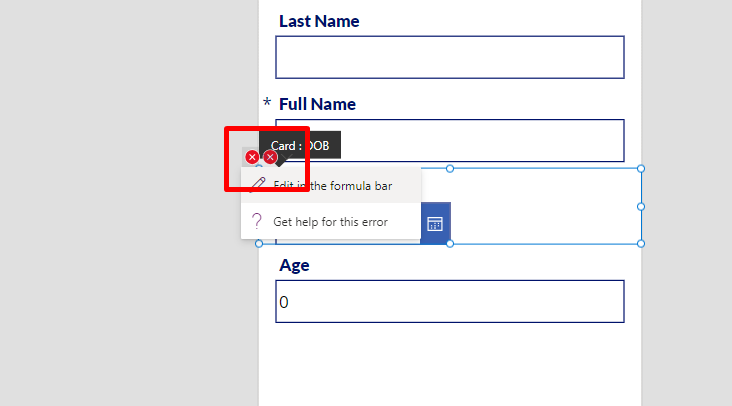 Last Name
* Full Name
Card : DOB
Edit in the formula bar
Get help for this error
Age
0